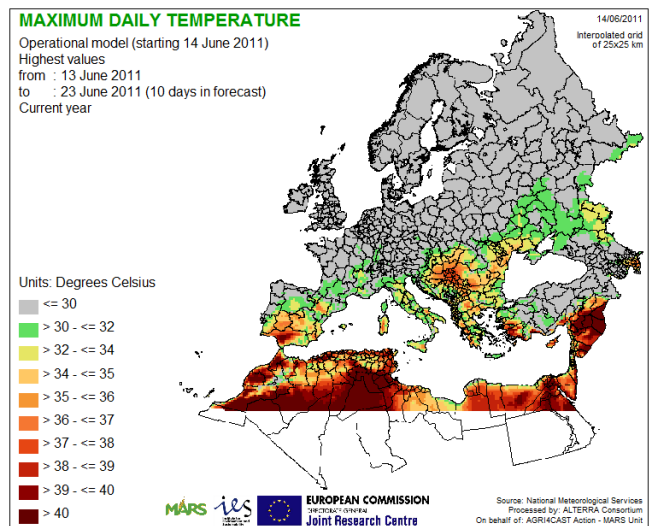 MAXIMUM DAILY TEMPERATURE
14/06/2011
Operational model (starting 14 June 2011)
Interpolated grid
of 25x25 km
Highest values
from : 13 June 2011
to : 23 June 2011 (10 days in forecast)
Current year
Units: Degrees Celsius
<= 30
> 30 - <= 32
> 32 - <= 34
> 34 - <= 35
> 35 - <= 36
> 36 - <= 37
> 37 - <= 38
> 38 - <= 39
> 39 - <= 40
> 40
MARS
ies
EUROPEAN COMMISSION
DIRECTORATE GENERAL
Joint Research Centre
Source: National Meteorological Services
Processed by: ALTERRA Consortium
On behalf of: AGRI4CAST Action - MARS Unit